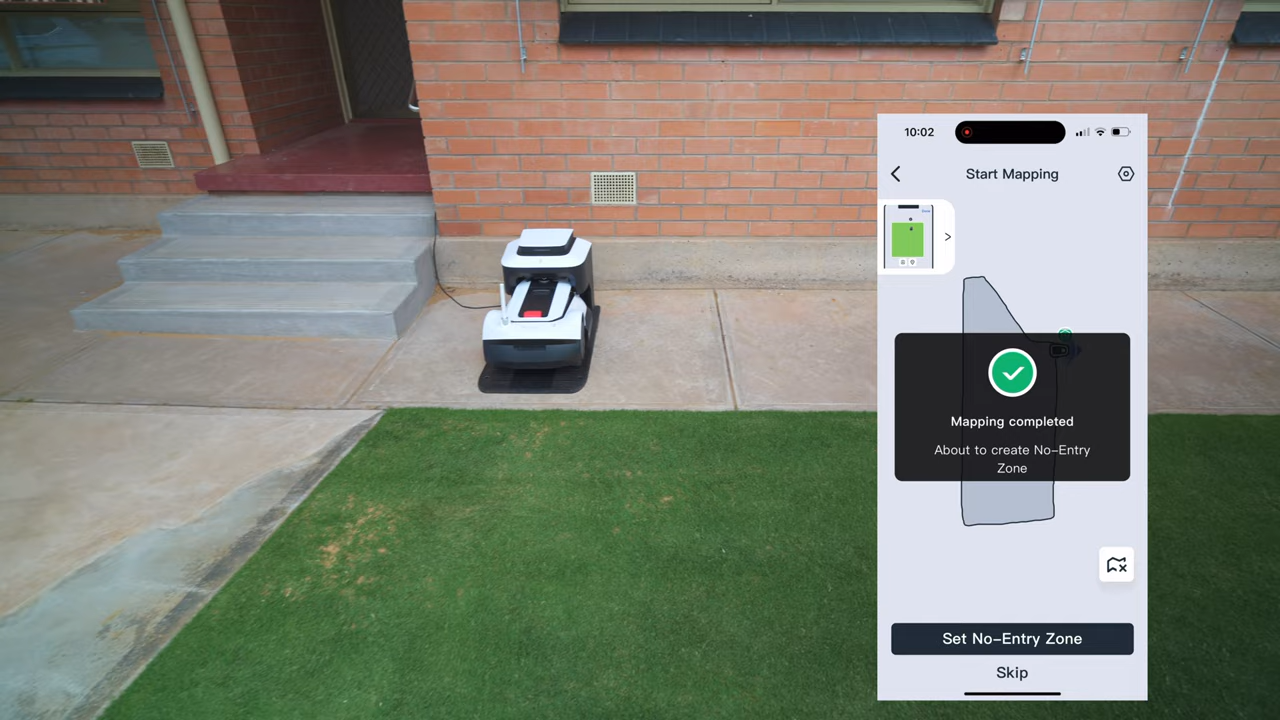 10:02
Start Mapping
Mapping completed
About to create No-Entry
Zone
Set No-Entry Zone
Skip